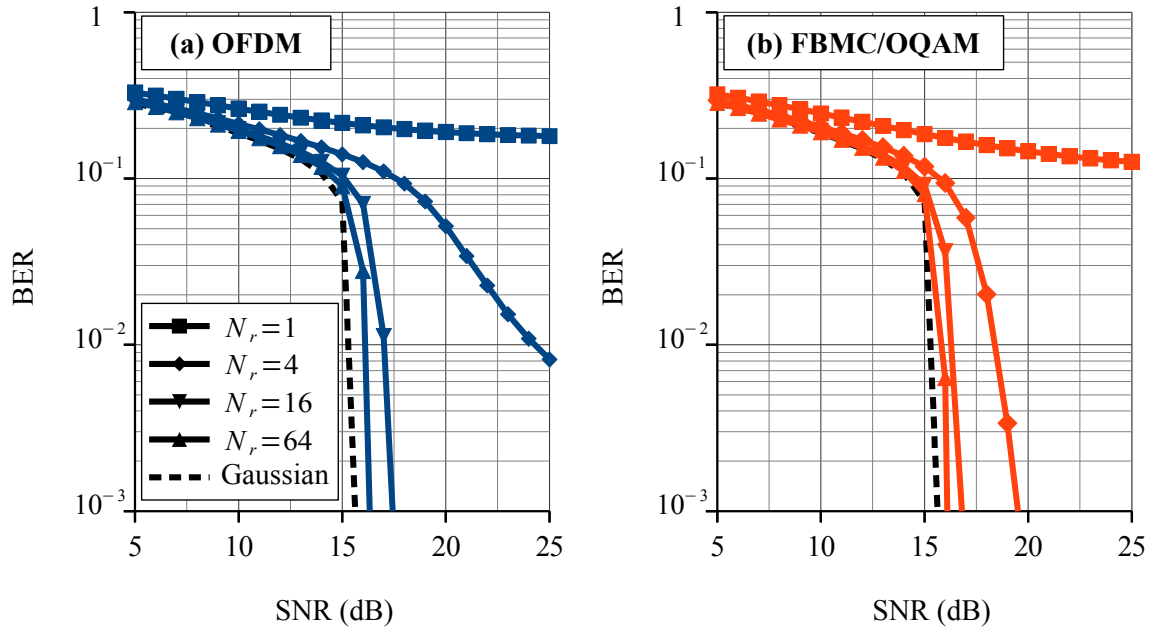 (a) OFDM
1
10⁻¹
10⁻²
10⁻³
BER
N_r=1
N_r=4
N_r=16
N_r=64
Gaussian
5 10 15 20 25
SNR (dB)
(b) FBMC/OQAM
1
10⁻¹
10⁻²
10⁻³
BER
5 10 15 20 25
SNR (dB)